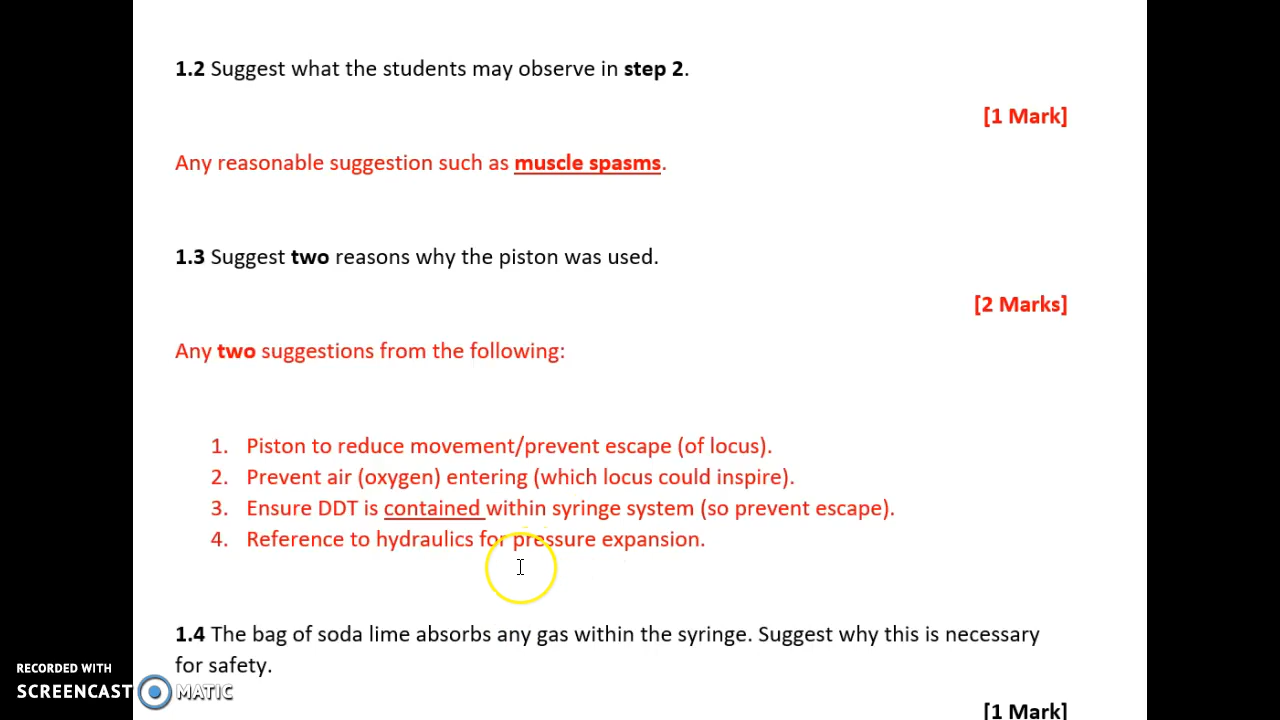 1.2 Suggest what the students may observe in step 2.
[1 Mark]
Any reasonable suggestion such as muscle spasms.
1.3 Suggest two reasons why the piston was used.
[2 Marks]
Any two suggestions from the following:
1. Piston to reduce movement/prevent escape (of locus).
2. Prevent air (oxygen) entering (which locus could inspire).
3. Ensure DDT is contained within syringe system (so prevent escape).
4. Reference to hydraulics for pressure expansion.
1.4 The bag of soda lime absorbs any gas within the syringe. Suggest why this is necessary
for safety.
[1 Mark]
RECORDED WITH
SCREENCAST MATIC